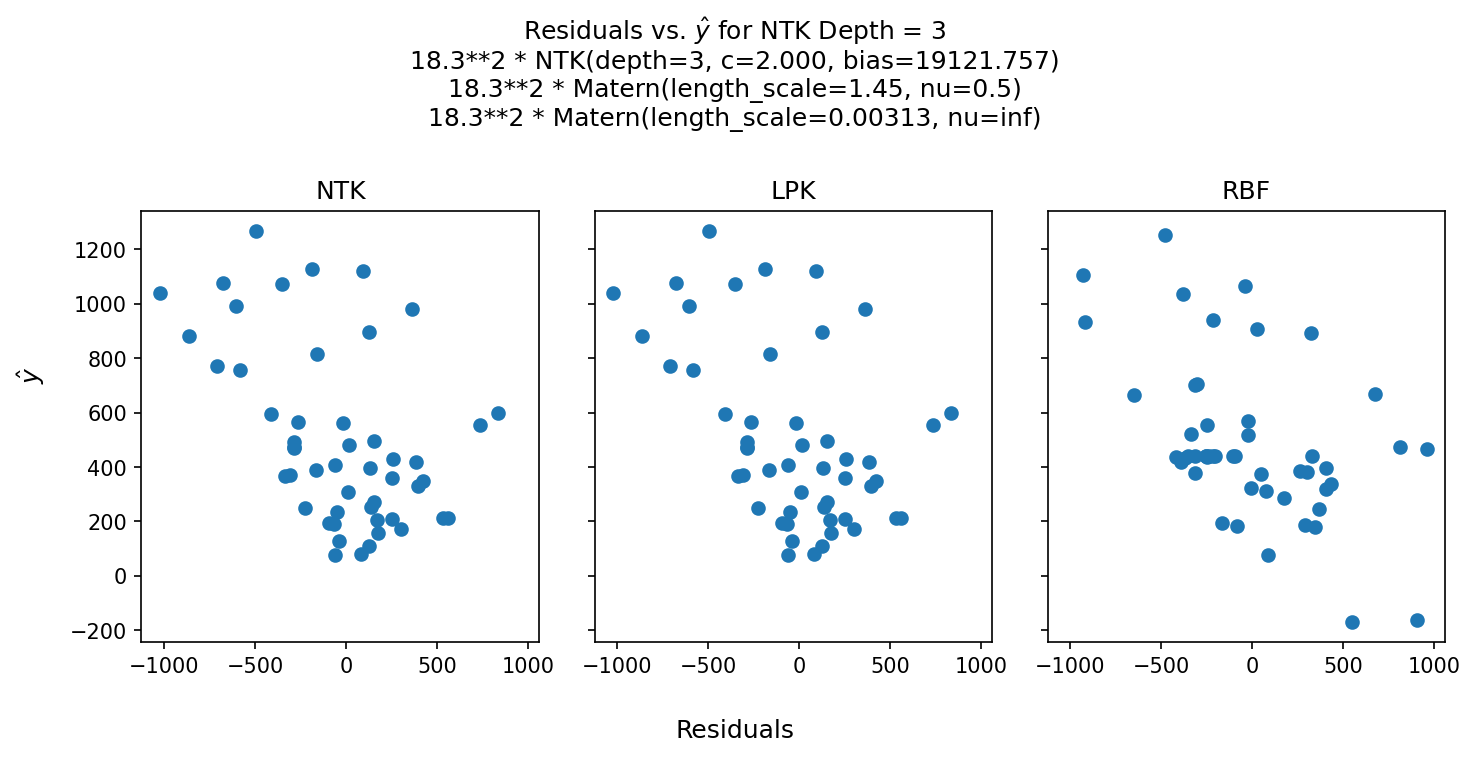 Residuals vs. ŷ for NTK Depth = 3
18.3**2 * NTK(depth=3, c=2.000, bias=19121.757)
18.3**2 * Matern(length_scale=1.45, nu=0.5)
18.3**2 * Matern(length_scale=0.00313, nu=inf)
NTK LPK RBF
1200
1000
800
600
400
200
0
−200
ŷ
−1000 −500 0 500 1000 −1000 −500 0 500 1000 −1000 −500 0 500 1000
Residuals